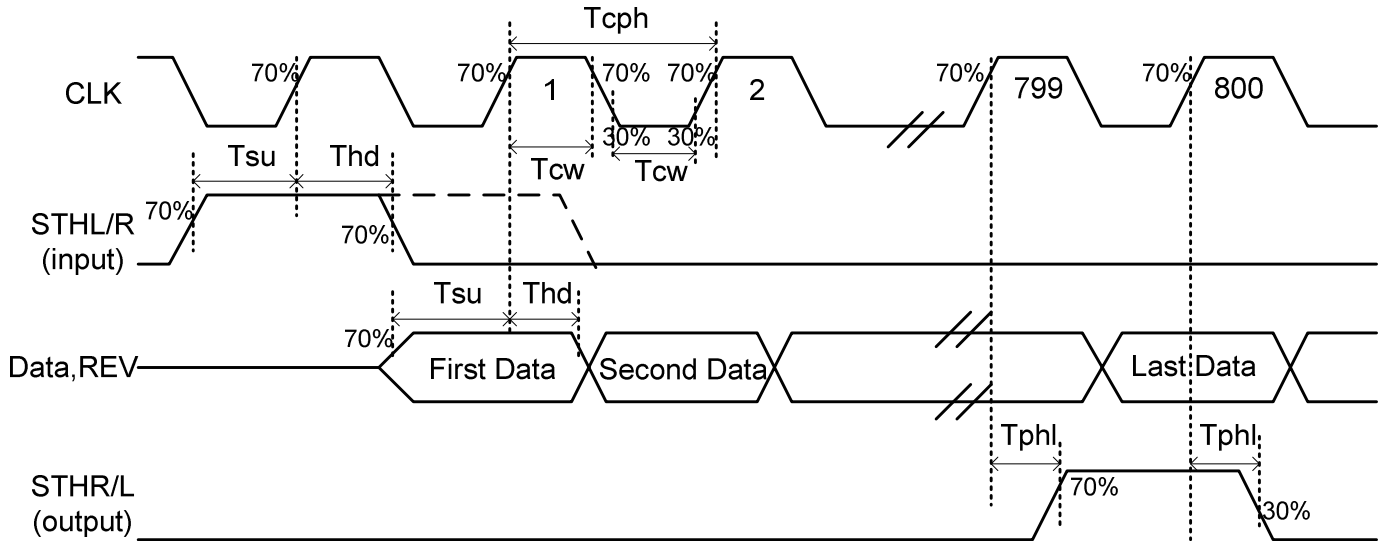 Tcph
CLK
70%
70%
1
70%
70%
2
70%
799
70%
800
30%
30%
Tsu
Thd
Tcw
Tcw
STHL/R
(input)
70%
70%
Tsu
Thd
Data,REV
70%
First Data
Second Data
Last Data
Tphl
Tphl
STHR/L
(output)
70%
30%